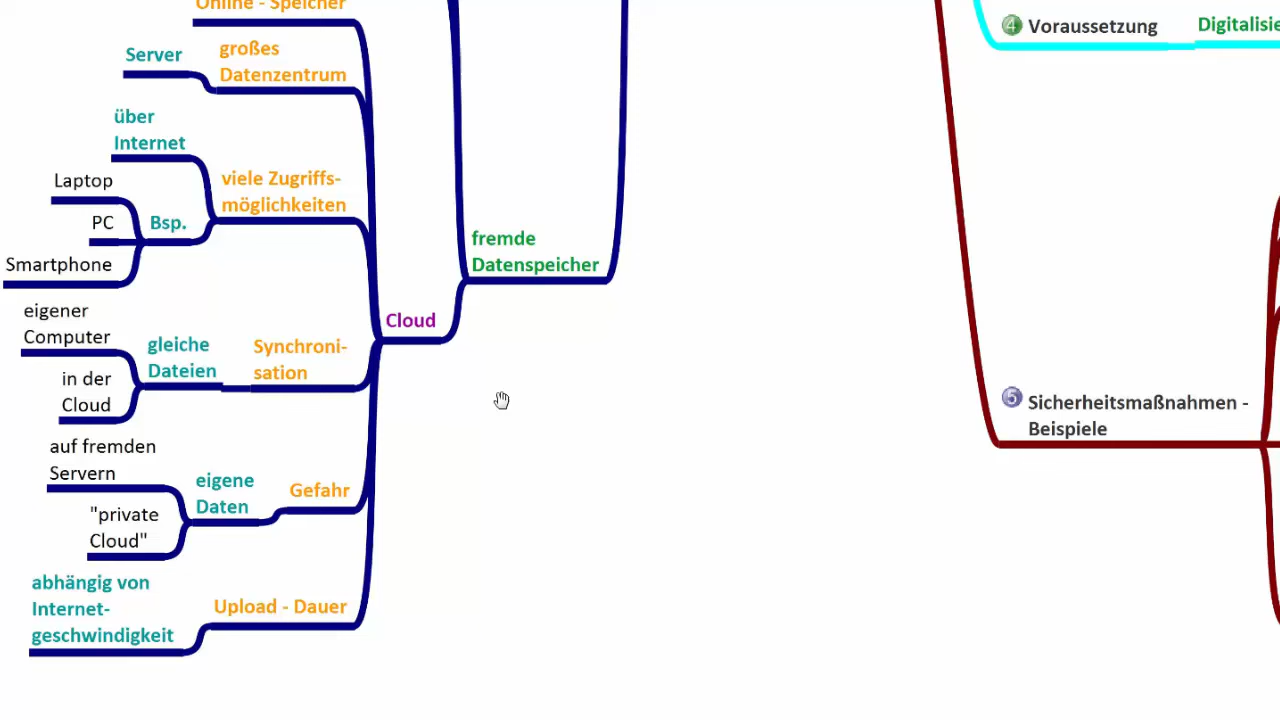 Online - Speicher
großes
Datenzentrum
Server
viele Zugriffs-
möglichkeiten
über
Internet
Bsp.
Laptop
PC
Smartphone
Synchroni-
sation
gleiche
Dateien
eigener
Computer
in der
Cloud
Gefahr
eigene
Daten
auf fremden
Servern
"private
Cloud"
Upload - Dauer
abhängig von
Internet-
geschwindigkeit
Cloud
fremde
Datenspeicher
4 Voraussetzung
5 Sicherheitsmaßnahmen -
Beispiele